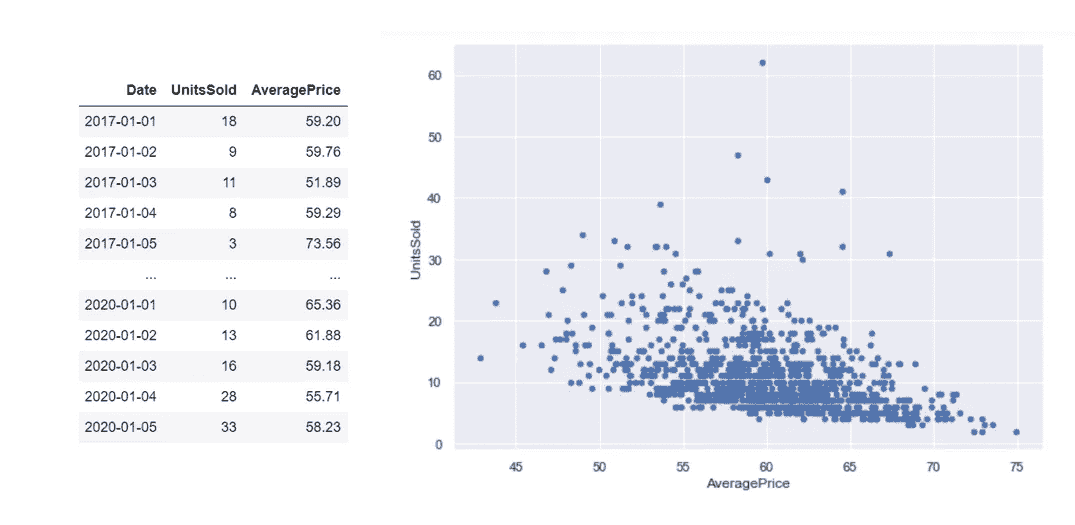 Date UnitsSold AveragePrice
2017-01-01 18 59.20
2017-01-02 9 59.76
2017-01-03 11 51.89
2017-01-04 8 59.29
2017-01-05 3 73.56
... ... ...
2020-01-01 10 65.36
2020-01-02 13 61.88
2020-01-03 16 59.18
2020-01-04 28 55.71
2020-01-05 33 58.23
UnitsSold
60
50
40
30
20
10
0
45 50 55 60 65 70 75
AveragePrice